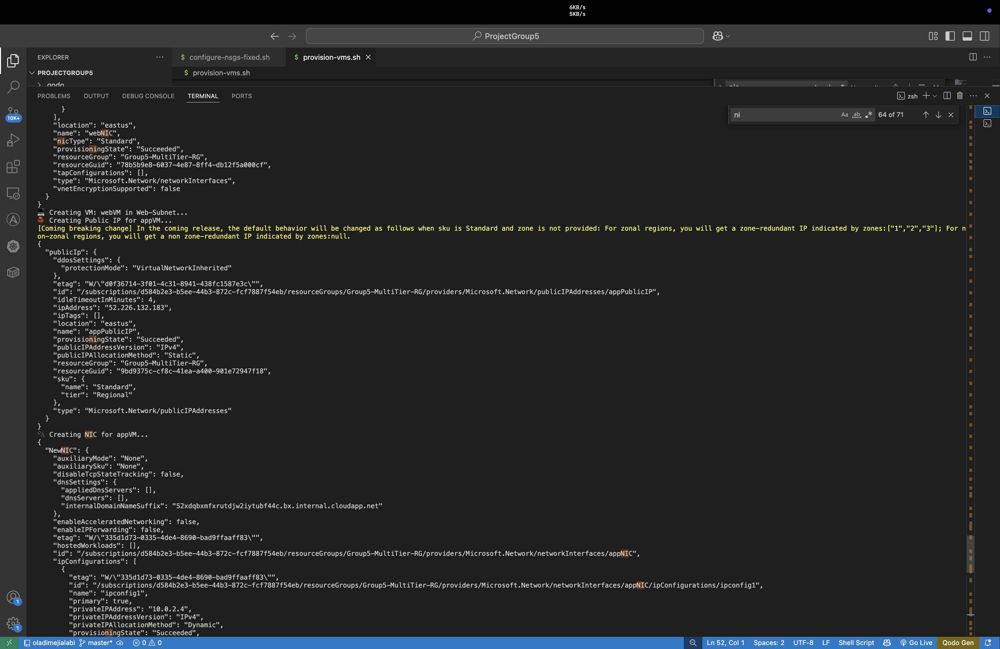 6KB/s
5KB/s
ProjectGroup5
EXPLORER
$ configure-nsgs-fixed.sh
$ provision-vms.sh
PROJECTGROUP5
$ provision-vms.sh
PROBLEMS OUTPUT DEBUG CONSOLE TERMINAL PORTS
zsh
ni
Aa ab 64 of 71
10K+
}
],
"location": "eastus",
"name": "webNIC",
"nicType": "Standard",
"provisioningState": "Succeeded",
"resourceGroup": "Group5-MultiTier-RG",
"resourceGuid": "78b5b9e8-6037-4e87-8ff4-db12f5a000cf",
"tapConfigurations": [],
"type": "Microsoft.Network/networkInterfaces",
"vnetEncryptionSupported": false
}
}
Creating VM: webVM in Web-Subnet...
Creating Public IP for appVM...
[Coming breaking change] In the coming release, the default behavior will be changed as follows when sku is Standard and zone is not provided: For zonal regions, you will get a zone-redundant IP indicated by zones:["1","2","3"]; For n
on-zonal regions, you will get a non zone-redundant IP indicated by zones:null.
{
"publicIp": {
"ddosSettings": {
"protectionMode": "VirtualNetworkInherited"
},
"etag": "W/\"d0f36714-3f01-4c31-8941-438fc1587e3c\"",
"id": "/subscriptions/d584b2e3-b5ee-44b3-872c-fcf7887f54eb/resourceGroups/Group5-MultiTier-RG/providers/Microsoft.Network/publicIPAddresses/appPublicIP",
"idleTimeoutInMinutes": 4,
"ipAddress": "52.226.132.183",
"ipTags": [],
"location": "eastus",
"name": "appPublicIP",
"provisioningState": "Succeeded",
"publicIPAddressVersion": "IPv4",
"publicIPAllocationMethod": "Static",
"resourceGroup": "Group5-MultiTier-RG",
"resourceGuid": "9bd9375c-cf8c-41ea-a400-901e72947f18",
"sku": {
"name": "Standard",
"tier": "Regional"
},
"type": "Microsoft.Network/publicIPAddresses"
}
}
Creating NIC for appVM...
{
"NewNIC": {
"auxiliaryMode": "None",
"auxiliarySku": "None",
"disableTcpStateTracking": false,
"dnsSettings": {
"appliedDnsServers": [],
"dnsServers": [],
"internalDomainNameSuffix": "52xdqbxmfxrutdjw2iytubf44c.bx.internal.cloudapp.net"
},
"enableAcceleratedNetworking": false,
"enableIPForwarding": false,
"etag": "W/\"335d1d73-0335-4de4-8690-bad9ffaaff83\"",
"hostedWorkloads": [],
"id": "/subscriptions/d584b2e3-b5ee-44b3-872c-fcf7887f54eb/resourceGroups/Group5-MultiTier-RG/providers/Microsoft.Network/networkInterfaces/appNIC",
"ipConfigurations": [
{
"etag": "W/\"335d1d73-0335-4de4-8690-bad9ffaaff83\"",
"id": "/subscriptions/d584b2e3-b5ee-44b3-872c-fcf7887f54eb/resourceGroups/Group5-MultiTier-RG/providers/Microsoft.Network/networkInterfaces/appNIC/ipConfigurations/ipconfig1",
"name": "ipconfig1",
"primary": true,
"privateIPAddress": "10.0.2.4",
"privateIPAddressVersion": "IPv4",
"privateIPAllocationMethod": "Dynamic",
"provisioningState": "Succeeded",
1
1
oladimejialabi master* 0 0
Ln 52, Col 1 Spaces: 2 UTF-8 LF Shell Script Go Live Qodo Gen